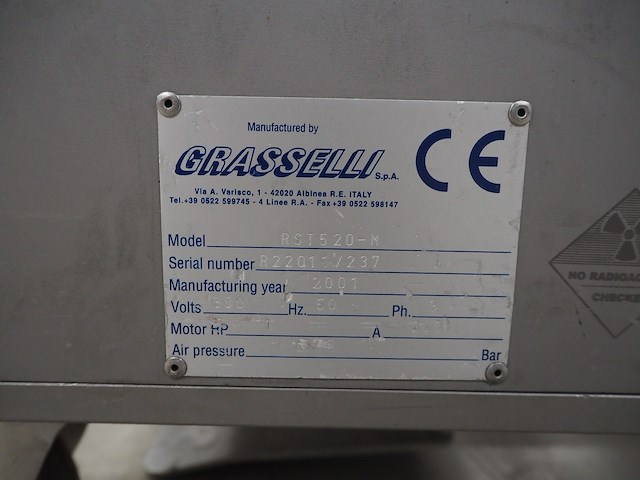 Manufactured by
GRASSELLI S.p.A.
CE
Via A. Varisco, 1 - 42020 Albinea R.E. ITALY
Tel.+39 0522 599745 - 4 Linee R.A. - Fax+39 0522 598147
Model RST520-M
Serial number
Manufacturing year 2001
Volts Hz. 50 Ph.
Motor HP A
Air pressure Bar
NO RADIOAC
CHECKE